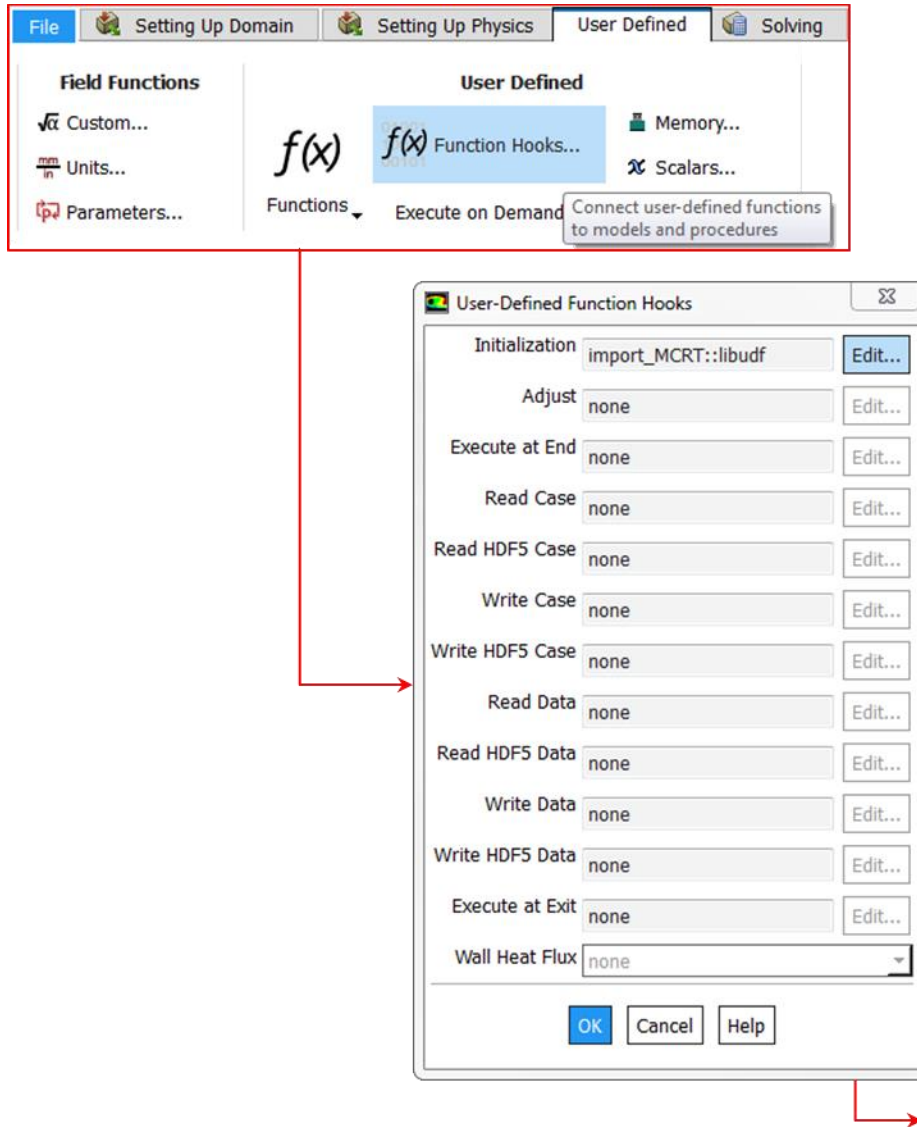 File Setting Up Domain Setting Up Physics User Defined Solving
Field Functions
√α Custom...
mm/in Units...
[p] Parameters...
User Defined
f(x)
Functions
f(x) Function Hooks...
Execute on Demand
Memory...
Scalars...
Connect user-defined functions
to models and procedures
User-Defined Function Hooks
Initialization import_MCRT::libudf Edit...
Adjust none Edit...
Execute at End none Edit...
Read Case none Edit...
Read HDF5 Case none Edit...
Write Case none Edit...
Write HDF5 Case none Edit...
Read Data none Edit...
Read HDF5 Data none Edit...
Write Data none Edit...
Write HDF5 Data none Edit...
Execute at Exit none Edit...
Wall Heat Flux none
OK Cancel Help